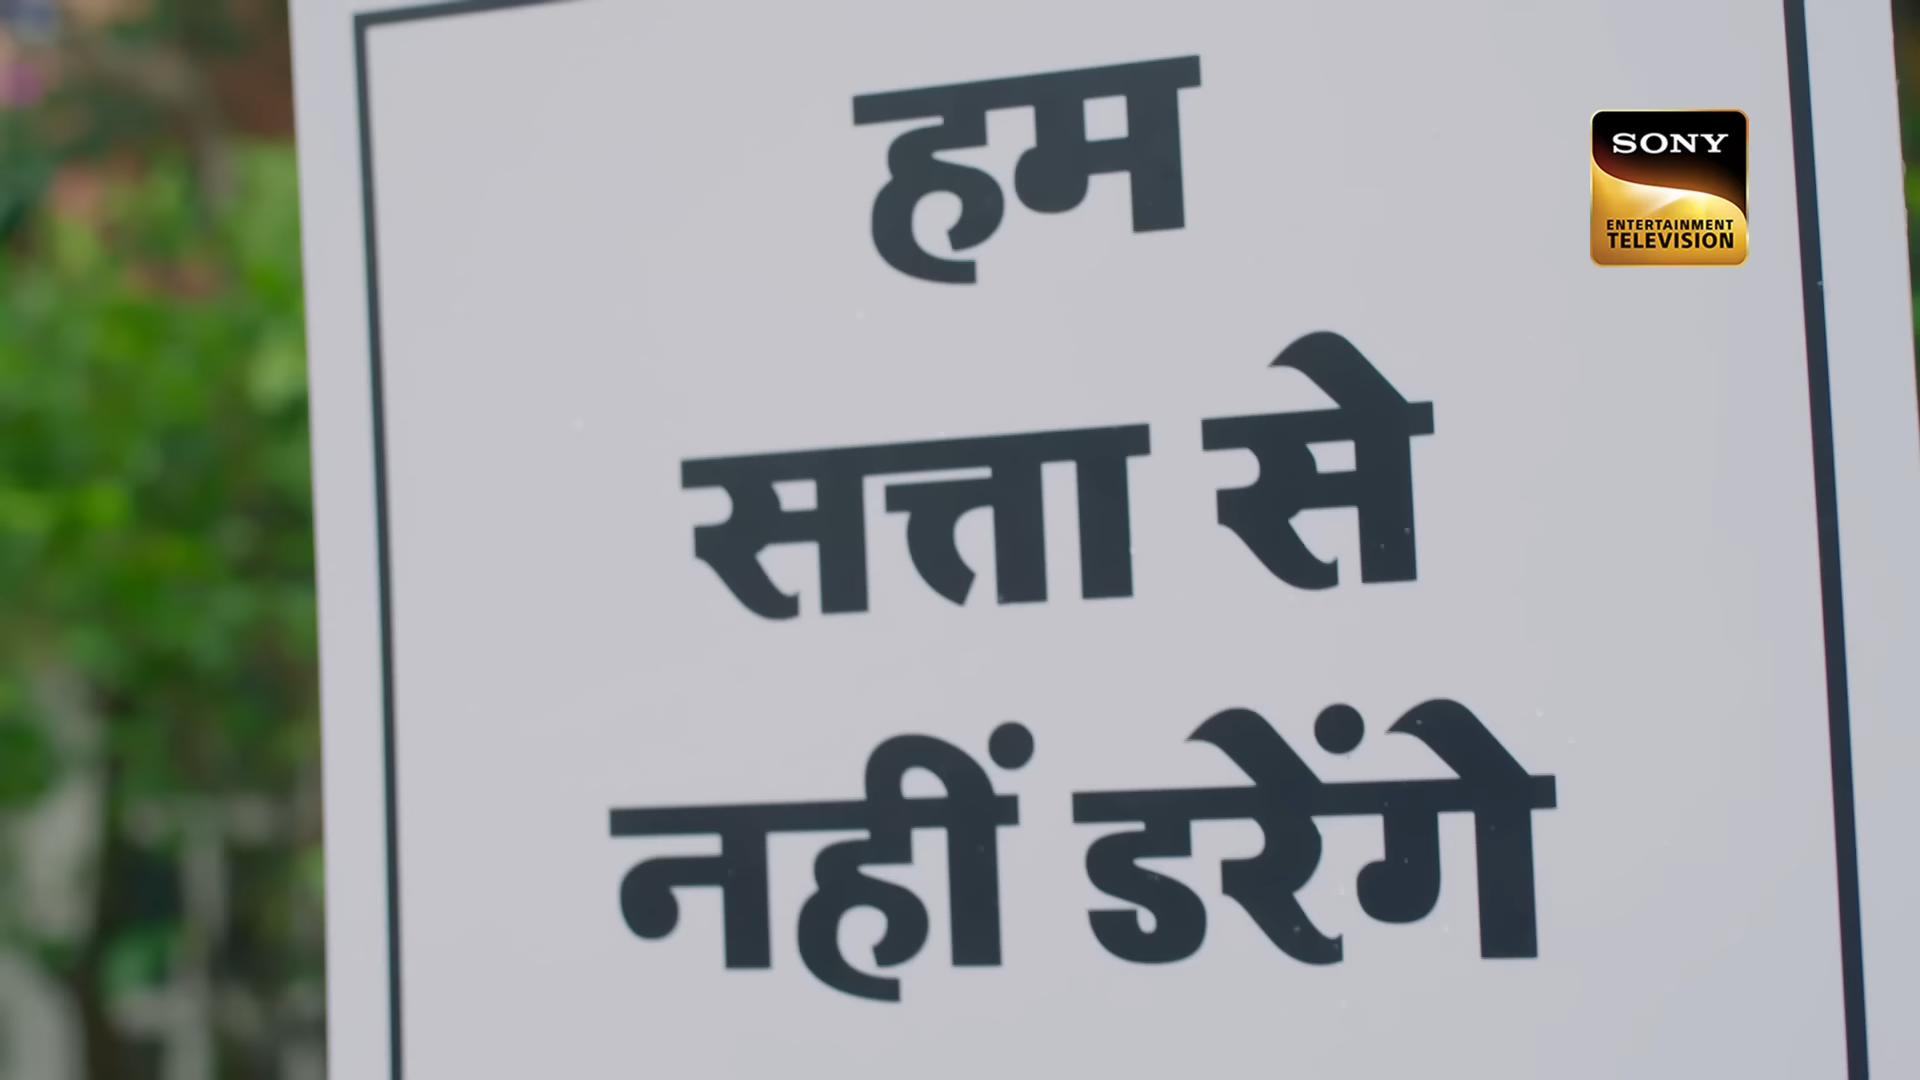 हम
SONY
ENTERTAINMENT
TELEVISION
सत्ता से
नहीं डरेंगे